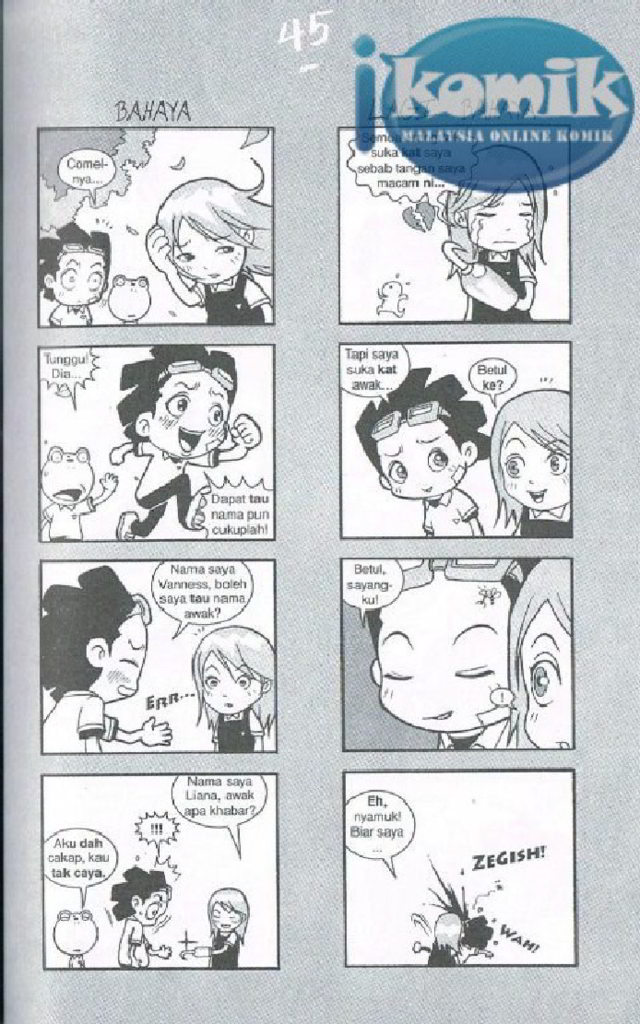 45
BAHAYA
ikomik
MALAYSIA ONLINE KOMIK
Comel-
nya...
Tunggu!
Dia...
Dapat tau
nama pun
cukuplah!
Nama saya
Vanness, boleh
saya tau nama
awak?
ERR...
Nama saya
Liana, awak
apa khabar?
!!!
Aku dah
cakap, kau
tak caya.
suka kat saya
sebab tangan saya
macam ni...
Tapi saya
suka kat
awak...
Betul
ke?
Betul,
sayang-
ku!
Eh,
nyamuk!
Biar saya
...
ZEGISH!
WAH!